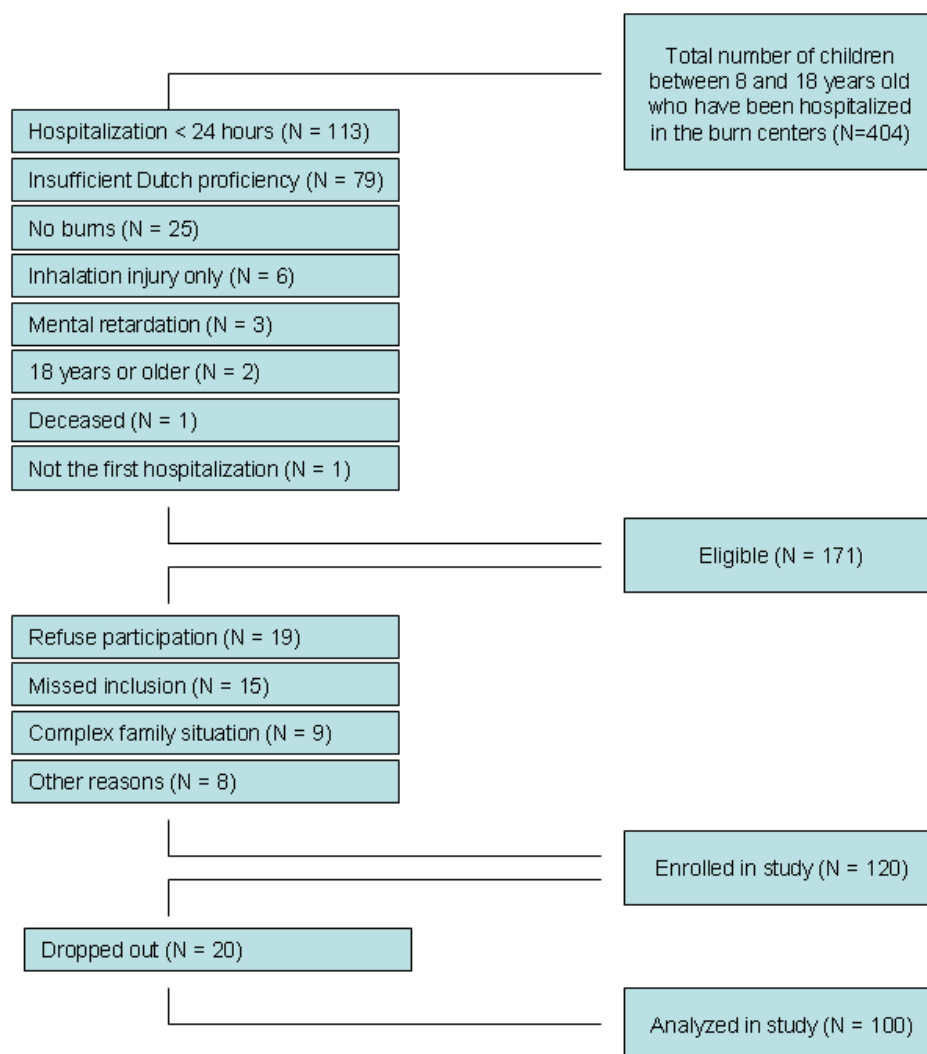 Total number of children
between 8 and 18 years old
who have been hospitalized
in the burn centers (N=404)
Hospitalization < 24 hours (N = 113)
Insufficient Dutch proficiency (N = 79)
No burns (N = 25)
Inhalation injury only (N = 6)
Mental retardation (N = 3)
18 years or older (N = 2)
Deceased (N = 1)
Not the first hospitalization (N = 1)
Eligible (N = 171)
Refuse participation (N = 19)
Missed inclusion (N = 15)
Complex family situation (N = 9)
Other reasons (N = 8)
Enrolled in study (N = 120)
Dropped out (N = 20)
Analyzed in study (N = 100)